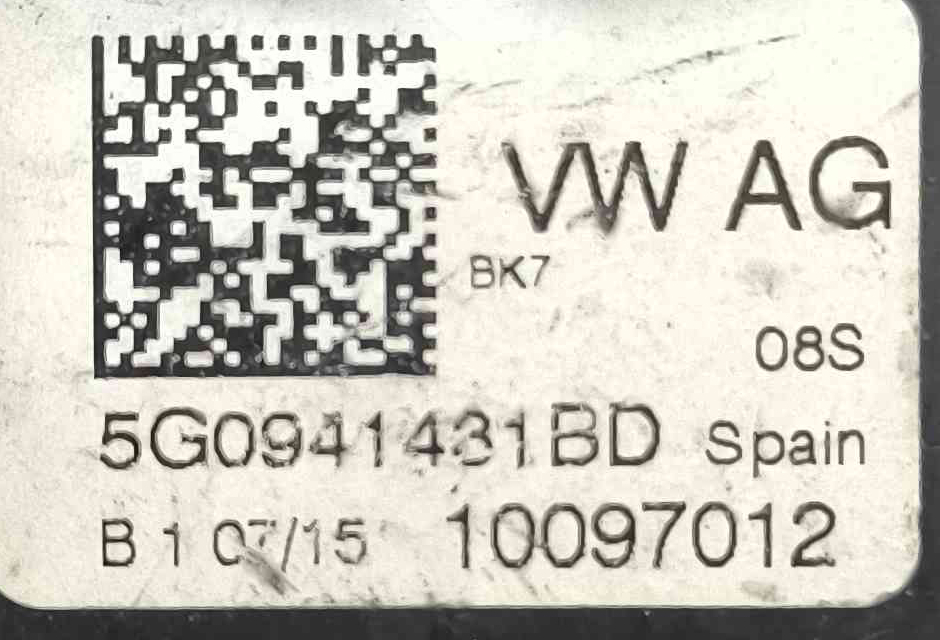 VW AG
BK7
08S
5G0941431BD Spain
B 1 07/15 10097012